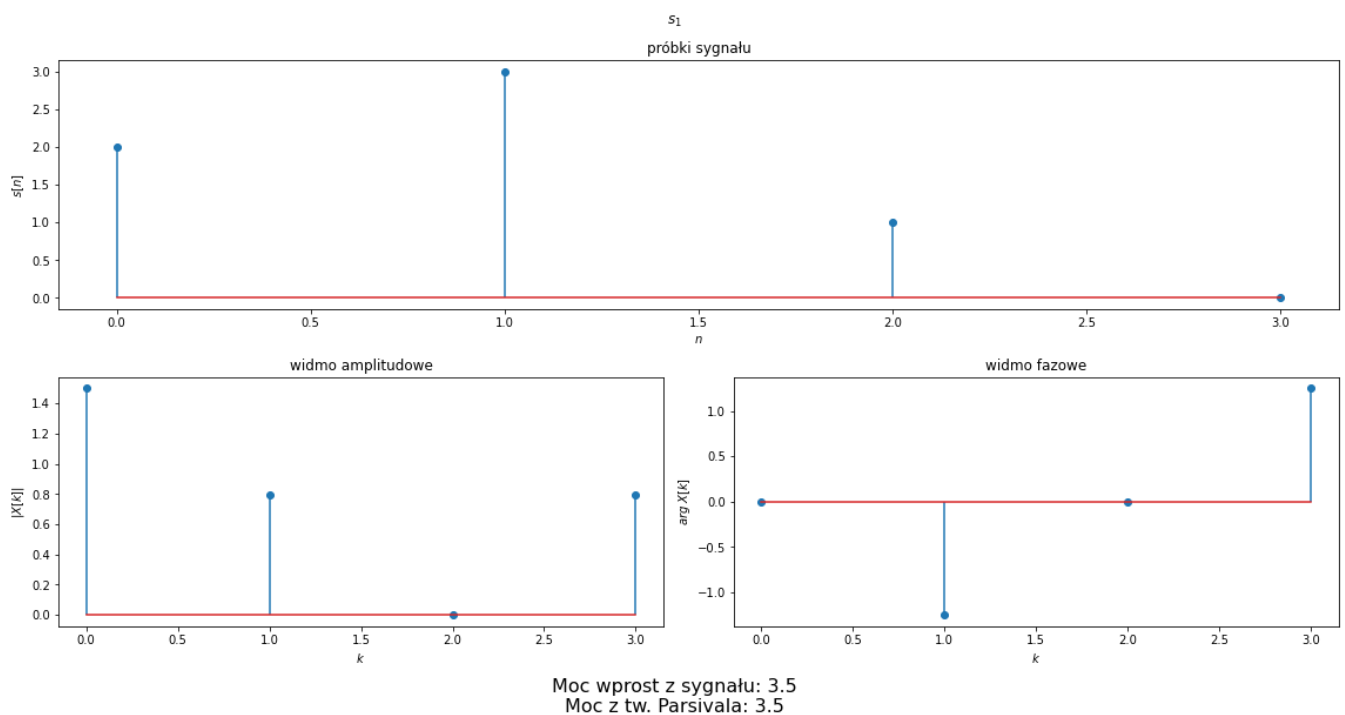 s₁
próbki sygnału
s[n]
3.0
2.5
2.0
1.5
1.0
0.5
0.0
0.0 0.5 1.0 1.5 2.0 2.5 3.0
n
widmo amplitudowe
|X[k]|
1.4
1.2
1.0
0.8
0.6
0.4
0.2
0.0
0.0 0.5 1.0 1.5 2.0 2.5 3.0
k
widmo fazowe
arg X[k]
1.0
0.5
0.0
−0.5
−1.0
0.0 0.5 1.0 1.5 2.0 2.5 3.0
k
Moc wprost z sygnału: 3.5
Moc z tw. Parsivala: 3.5